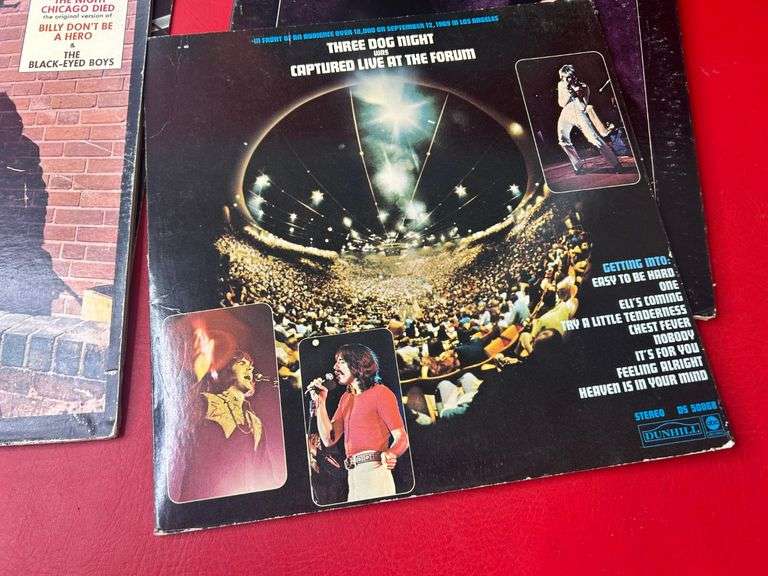 THE NIGHT
CHICAGO DIED
the original version of
BILLY DON'T BE
A HERO
&
THE
BLACK-EYED BOYS
IN FRONT OF AN AUDIENCE OVER 18,000 ON SEPTEMBER 12, 1969 IN LOS ANGELES
THREE DOG NIGHT
WAS
CAPTURED LIVE AT THE FORUM
GETTING INTO:
EASY TO BE HARD
ONE
ELI'S COMING
TRY A LITTLE TENDERNESS
CHEST FEVER
NOBODY
IT'S FOR YOU
FEELING ALRIGHT
HEAVEN IS IN YOUR MIND
STEREO DS 50068
DUNHILL abc